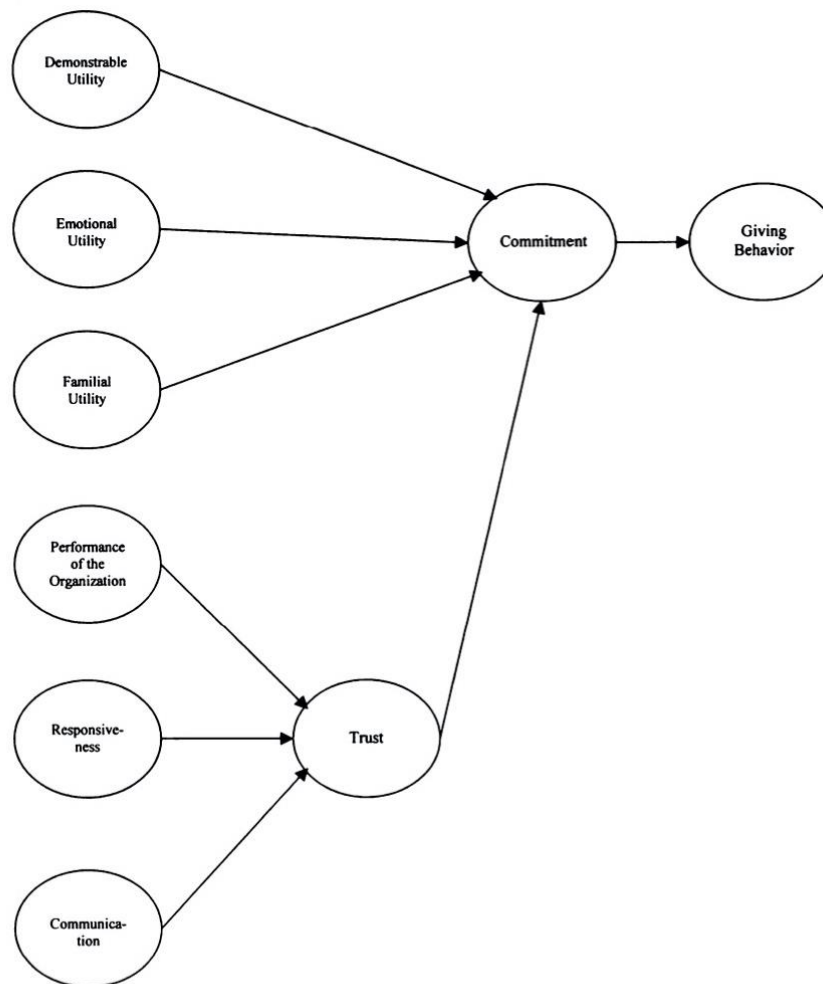 Demonstrable
Utility
Emotional
Utility
Commitment
Giving
Behavior
Familial
Utility
Performance
of the
Organization
Responsive-
ness
Trust
Communica-
tion